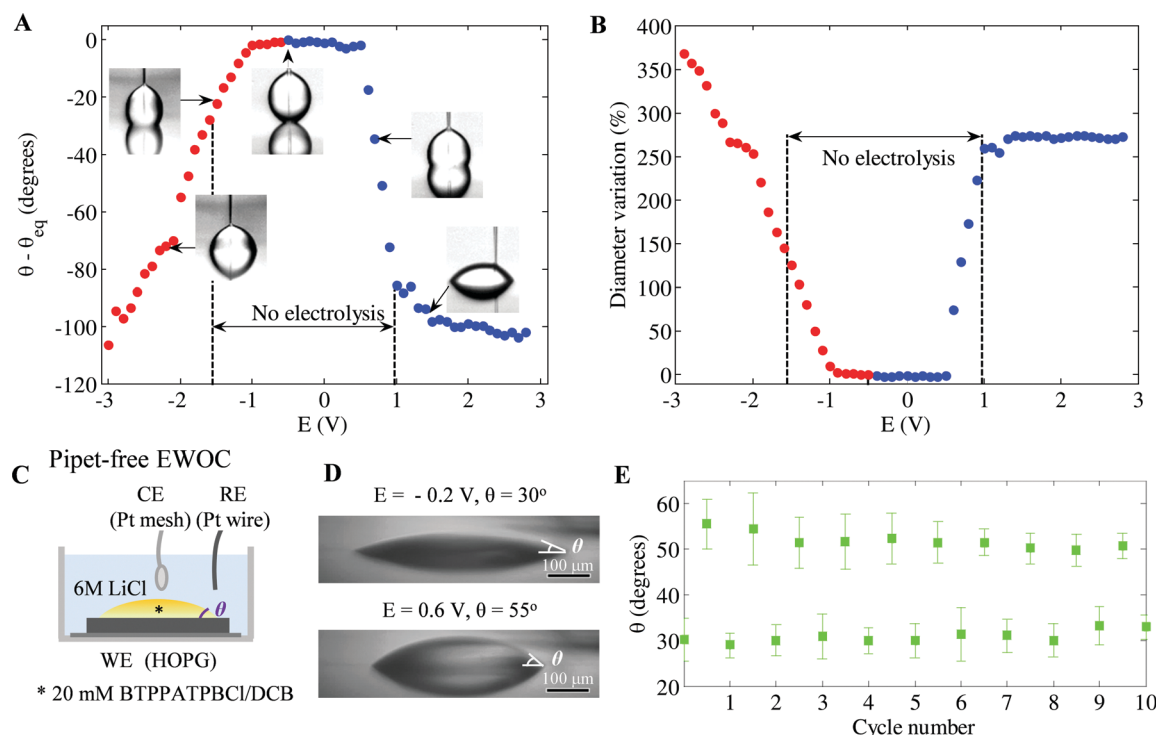 A
θ - θeq (degrees)
0
-20
-40
-60
-80
-100
-120
No electrolysis
-3 -2 -1 0 1 2 3
E (V)
B
Diameter variation (%)
400
350
300
250
200
150
100
50
0
No electrolysis
-3 -2 -1 0 1 2 3
E (V)
C
Pipet-free EWOC
CE RE
(Pt mesh) (Pt wire)
6M LiCl
* θ
WE (HOPG)
* 20 mM BTPPATPBCl/DCB
D
E = - 0.2 V, θ = 30º
θ
100 μm
E = 0.6 V, θ = 55º
θ
100 μm
E
θ (degrees)
60
50
40
30
20
1 2 3 4 5 6 7 8 9 10
Cycle number